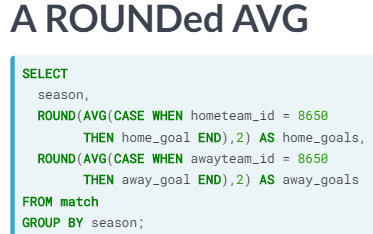 A ROUNDed AVG
SELECT
season,
ROUND(AVG(CASE WHEN hometeam_id = 8650
THEN home_goal END),2) AS home_goals,
ROUND(AVG(CASE WHEN awayteam_id = 8650
THEN away_goal END),2) AS away_goals
FROM match
GROUP BY season;